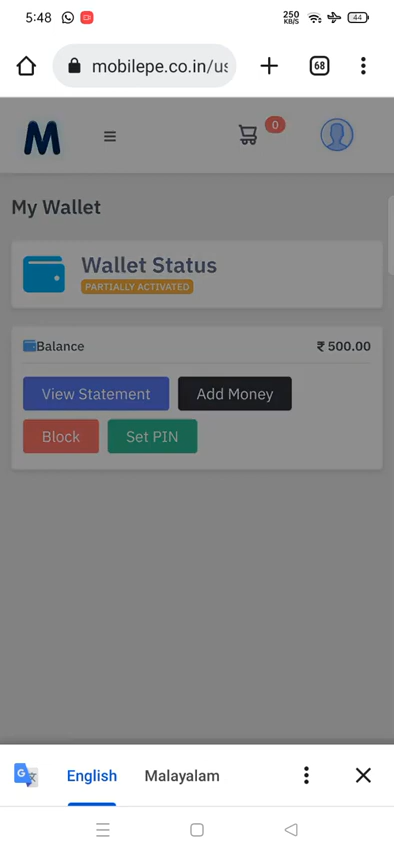 5:48
250
KB/S
44
mobilepe.co.in/us
68
M
0
My Wallet
Wallet Status
PARTIALLY ACTIVATED
Balance
₹ 500.00
View Statement
Add Money
Block
Set PIN
English
Malayalam